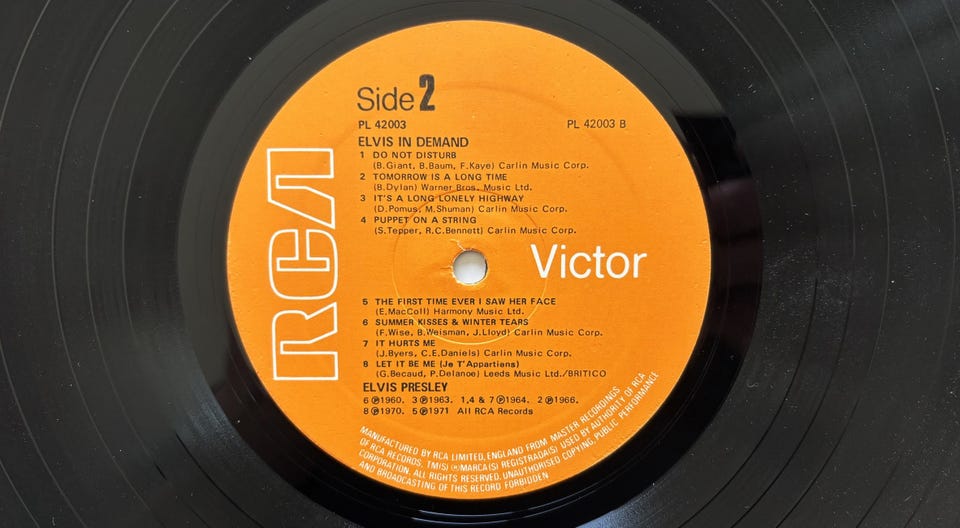 Side 2
PL 42003
PL 42003 B
ELVIS IN DEMAND
1 DO NOT DISTURB
(B.Giant, B.Baum, F.Kaye) Carlin Music Corp.
2 TOMORROW IS A LONG TIME
(B.Dylan) Warner Bros. Music Ltd.
3 IT'S A LONG LONELY HIGHWAY
(D.Pomus, M.Shuman) Carlin Music Corp.
4 PUPPET ON A STRING
(S.Tepper, R.C.Bennett) Carlin Music Corp.
RCA
Victor
5 THE FIRST TIME EVER I SAW HER FACE
(E.MacColl) Harmony Music Ltd.
6 SUMMER KISSES & WINTER TEARS
(F.Wise, B.Weisman, J.Lloyd) Carlin Music Corp.
7 IT HURTS ME
(J.Byers, C.E.Daniels) Carlin Music Corp.
8 LET IT BE ME (Je T'Appartiens)
(G.Becaud, P.Delanoe) Leeds Music Ltd./BRITICO
ELVIS PRESLEY
6 ℗1960. 3 ℗1963. 1,4 & 7 ℗1964. 2 ℗1966.
8 ℗1970. 5 ℗1971 All RCA Records
MANUFACTURED BY RCA LIMITED, ENGLAND FROM MASTER RECORDINGS
OF RCA RECORDS. TM(S) ®MARCA(S) REGISTRADA(S) USED BY AUTHORITY OF RCA
CORPORATION. ALL RIGHTS RESERVED. UNAUTHORISED COPYING, PUBLIC PERFORMANCE
AND BROADCASTING OF THIS RECORD FORBIDDEN